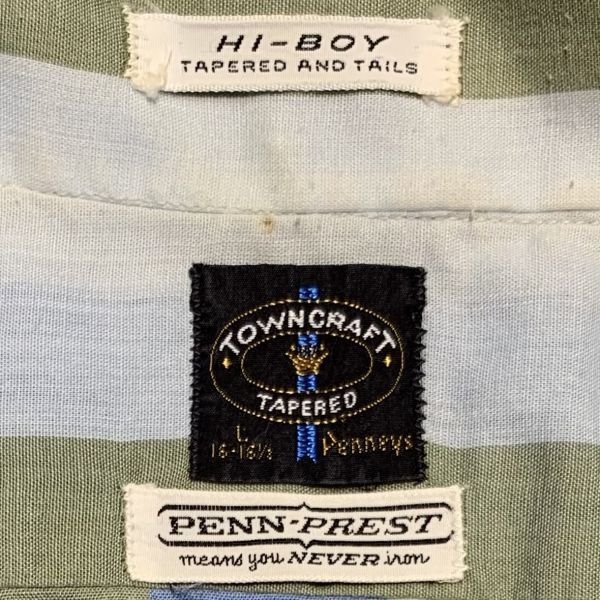 HI-BOY
TAPERED AND TAILS
TOWNCRAFT
TAPERED
L
16-16½
Penneys
PENN-PREST
means you NEVER iron